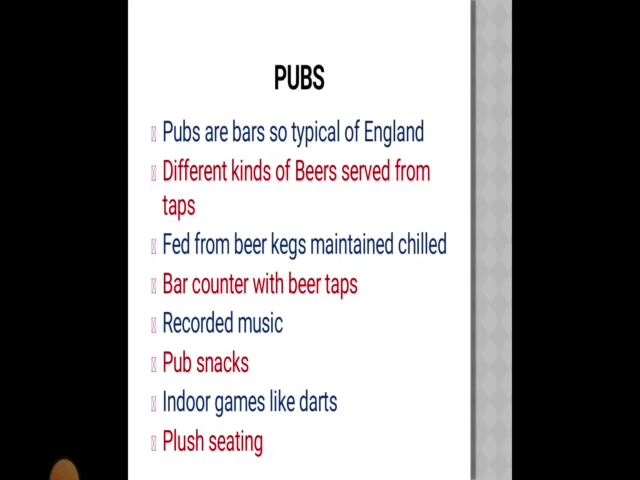 PUBS
Pubs are bars so typical of England
Different kinds of Beers served from
taps
Fed from beer kegs maintained chilled
Bar counter with beer taps
Recorded music
Pub snacks
Indoor games like darts
Plush seating